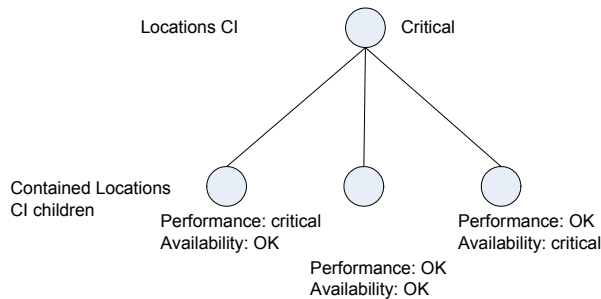 Locations CI
Critical
Contained Locations
CI children
Performance: critical
Availability: OK
Performance: OK
Availability: OK
Performance: OK
Availability: critical